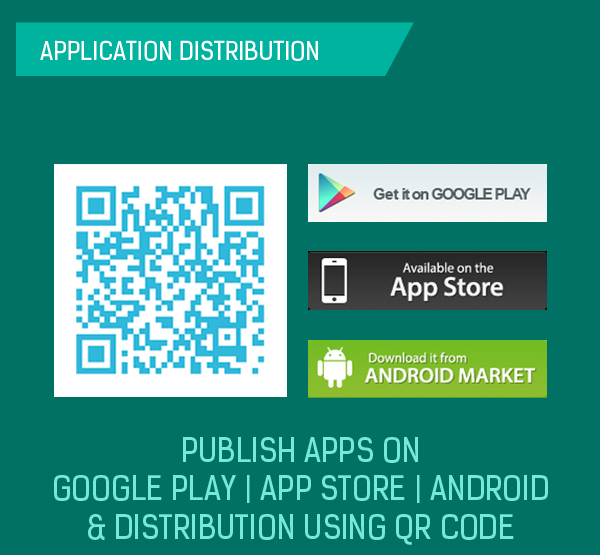 APPLICATION DISTRIBUTION
Get it on GOOGLE PLAY
Available on the
App Store
Download it from
ANDROID MARKET
PUBLISH APPS ON
GOOGLE PLAY | APP STORE | ANDROID
& DISTRIBUTION USING QR CODE